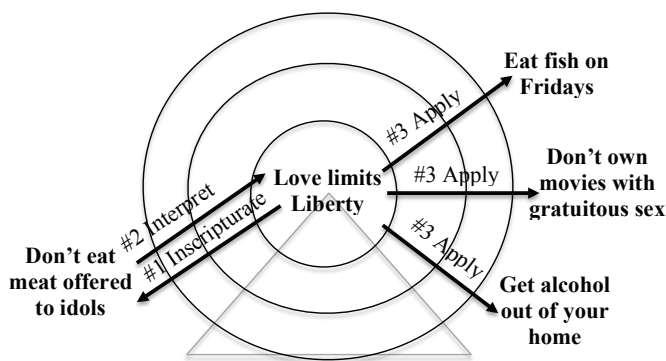 Eat fish on
Fridays
#3 Apply
Love limits
Liberty
#3 Apply
Don't own
movies with
gratuitous sex
#2 Interpret
#1 Inscripturate
Don't eat
meat offered
to idols
#3 Apply
Get alcohol
out of your
home